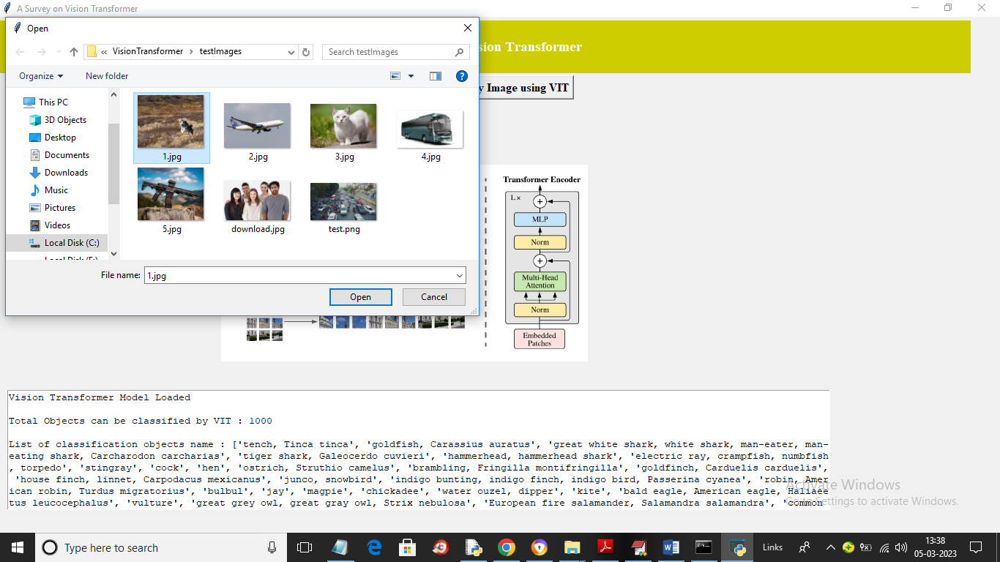 A Survey on Vision Transformer
Open
« VisionTransformer › testImages
Search testImages
sion Transformer
Organize
New folder
?
y Image using VIT
This PC
3D Objects
Desktop
Documents
Downloads
Music
Pictures
Videos
Local Disk (C:)
1.jpg
2.jpg
3.jpg
4.jpg
5.jpg
download.jpg
test.png
File name:
1.jpg
Open
Cancel
Transformer Encoder
L ×
+
MLP
Norm
+
Multi-Head
Attention
Norm
Embedded
Patches
Vision Transformer Model Loaded
Total Objects can be classified by VIT : 1000
List of classification objects name : ['tench, Tinca tinca', 'goldfish, Carassius auratus', 'great white shark, white shark, man-eater, man-
eating shark, Carcharodon carcharias', 'tiger shark, Galeocerdo cuvieri', 'hammerhead, hammerhead shark', 'electric ray, crampfish, numbfish
, torpedo', 'stingray', 'cock', 'hen', 'ostrich, Struthio camelus', 'brambling, Fringilla montifringilla', 'goldfinch, Carduelis carduelis',
'house finch, linnet, Carpodacus mexicanus', 'junco, snowbird', 'indigo bunting, indigo finch, indigo bird, Passerina cyanea', 'robin, Amer
ican robin, Turdus migratorius', 'bulbul', 'jay', 'magpie', 'chickadee', 'water ouzel, dipper', 'kite', 'bald eagle, American eagle, Haliaee
tus leucocephalus', 'vulture', 'great grey owl, great gray owl, Strix nebulosa', 'European fire salamander, Salamandra salamandra', 'common
Activate Windows
Go to Settings to activate Windows.
Type here to search
Links
13:38
05-03-2023